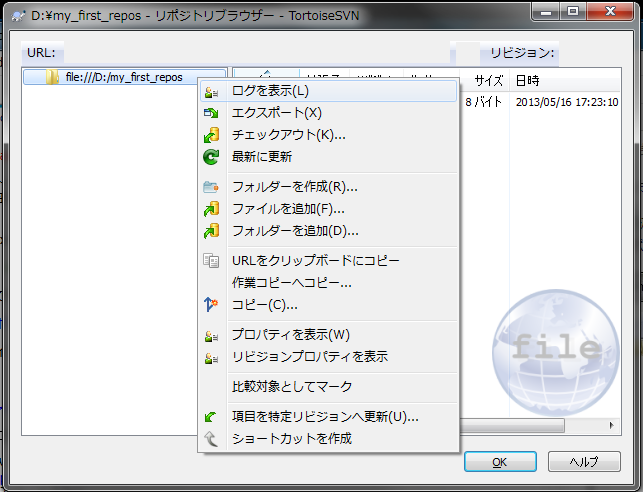 D:¥my_first_repos - リポジトリブラウザー - TortoiseSVN
URL:
リビジョン:
file:///D:/my_first_repos
サイズ
日時
8 バイト
2013/05/16 17:23:10
ログを表示(L)
エクスポート(X)
チェックアウト(K)...
最新に更新
フォルダーを作成(R)...
ファイルを追加(F)...
フォルダーを追加(D)...
URLをクリップボードにコピー
作業コピーへコピー...
コピー(C)...
プロパティを表示(W)
リビジョンプロパティを表示
比較対象としてマーク
項目を特定リビジョンへ更新(U)...
ショートカットを作成
file
OK
ヘルプ